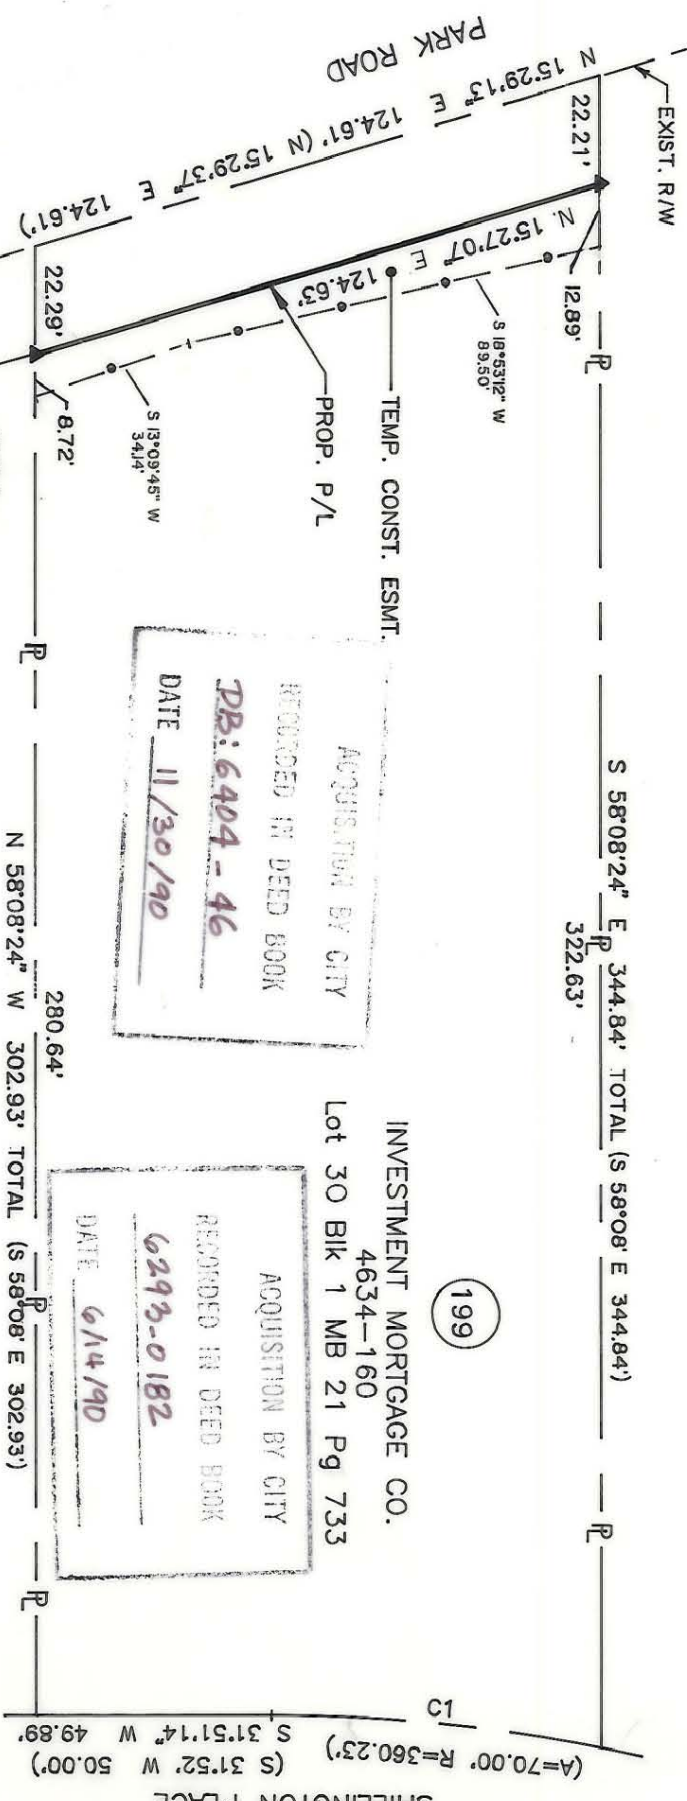 PARK ROAD
EXIST. R/W
N 15°29'13" E 124.61' (N 15°29'37" E 124.61')
22.21'
N. 15°27'07" E 124.63'
12.89'
22.29'
8.72'
S 18°53'12" W
89.50'
S 13°09'45" W
34.14'
TEMP. CONST. ESMT.
PROP. P/L
PL
S 58°08'24" E 344.84' TOTAL (S 58°08' E 344.84')
PL
322.63'
PL
PL
ACQUISITION BY CITY
RECORDED IN DEED BOOK
DB: 6404-46
DATE 11/30/90
199
INVESTMENT MORTGAGE CO.
4634-160
Lot 30 Blk 1 MB 21 Pg 733
ACQUISITION BY CITY
RECORDED IN DEED BOOK
6293-0182
DATE 6/14/90
280.64'
PL
N 58°08'24" W 302.93' TOTAL (S 58°08' E 302.93')
PL
C1
(A=70.00' R=360.23')
S 31°51'14" W 49.89'
(S 31°52' W 50.00')